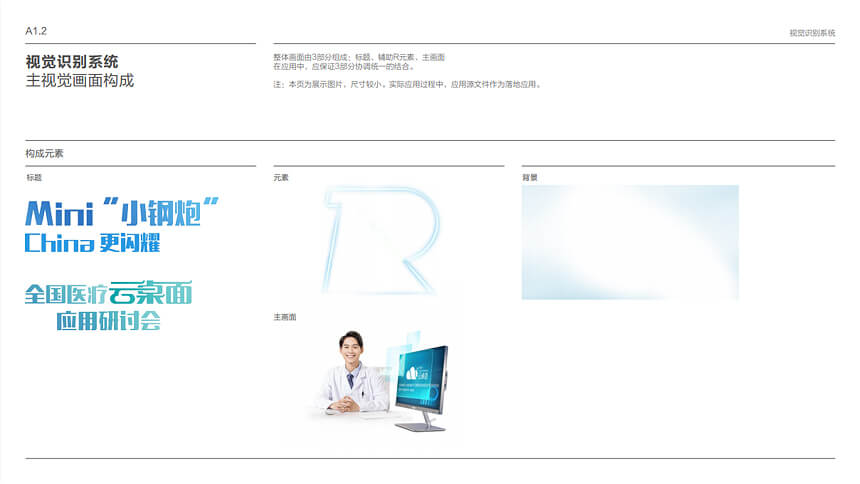 A1.2
视觉识别系统
视觉识别系统
主视觉画面构成
整体画面由3部分组成：标题、辅助R元素、主画面
在应用中，应保证3部分协调统一的结合。
注：本页为展示图片，尺寸较小。实际应用过程中，应用源文件作为落地应用。
构成元素
标题
元素
背景
Mini“小钢炮”
China 更闪耀
全国医疗云桌面
应用研讨会
主画面